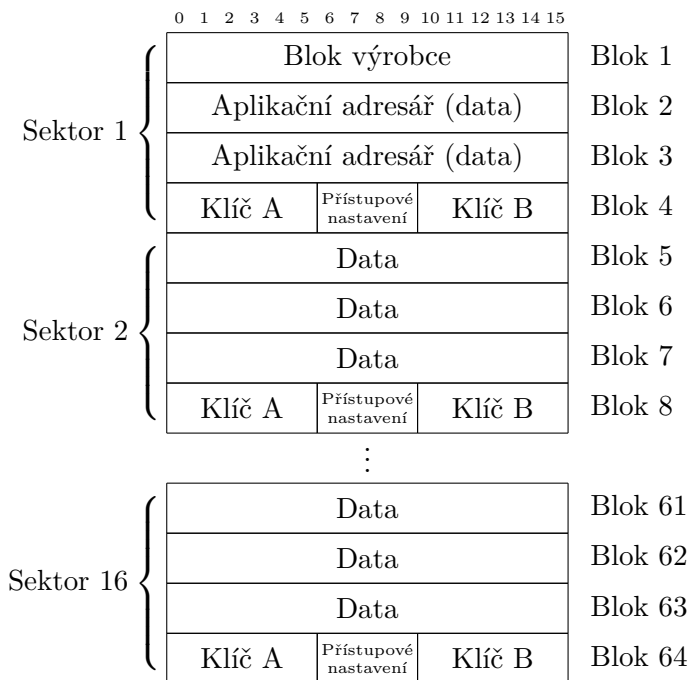 0 1 2 3 4 5 6 7 8 9 10 11 12 13 14 15
Blok výrobce Blok 1
Aplikační adresář (data) Blok 2
Sektor 1
Aplikační adresář (data) Blok 3
Klíč A Přístupové nastavení Klíč B Blok 4
Data Blok 5
Data Blok 6
Sektor 2
Data Blok 7
Klíč A Přístupové nastavení Klíč B Blok 8
⋮
Data Blok 61
Data Blok 62
Sektor 16
Data Blok 63
Klíč A Přístupové nastavení Klíč B Blok 64